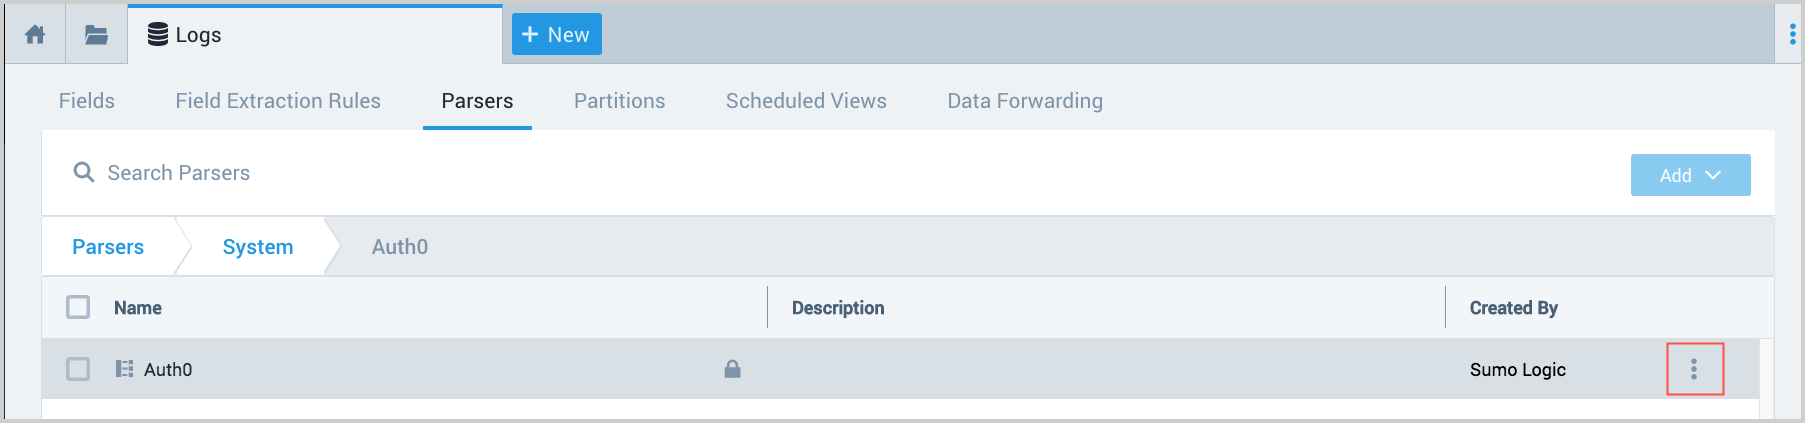 Logs
+ New
Fields
Field Extraction Rules
Parsers
Partitions
Scheduled Views
Data Forwarding
Search Parsers
Add
Parsers
System
Auth0
Name
Description
Created By
Auth0
Sumo Logic